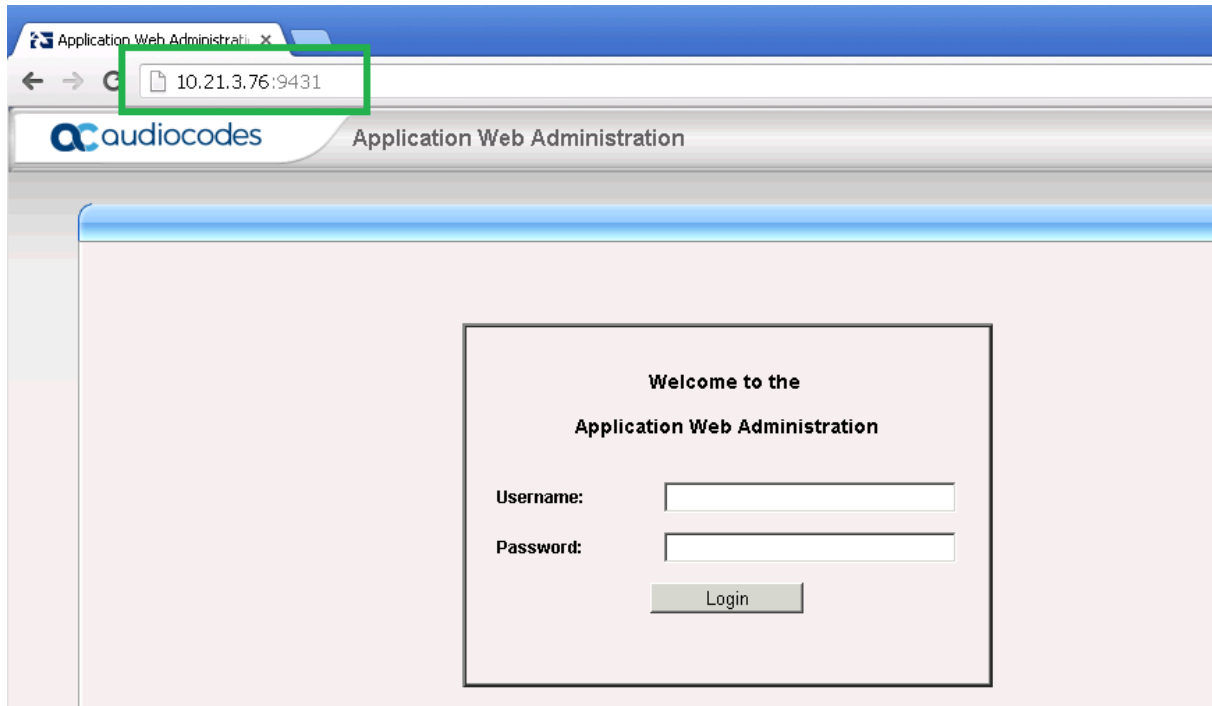 Application Web Administrati
10.21.3.76:9431
audiocodes
Application Web Administration
Welcome to the
Application Web Administration
Username:
Password:
Login